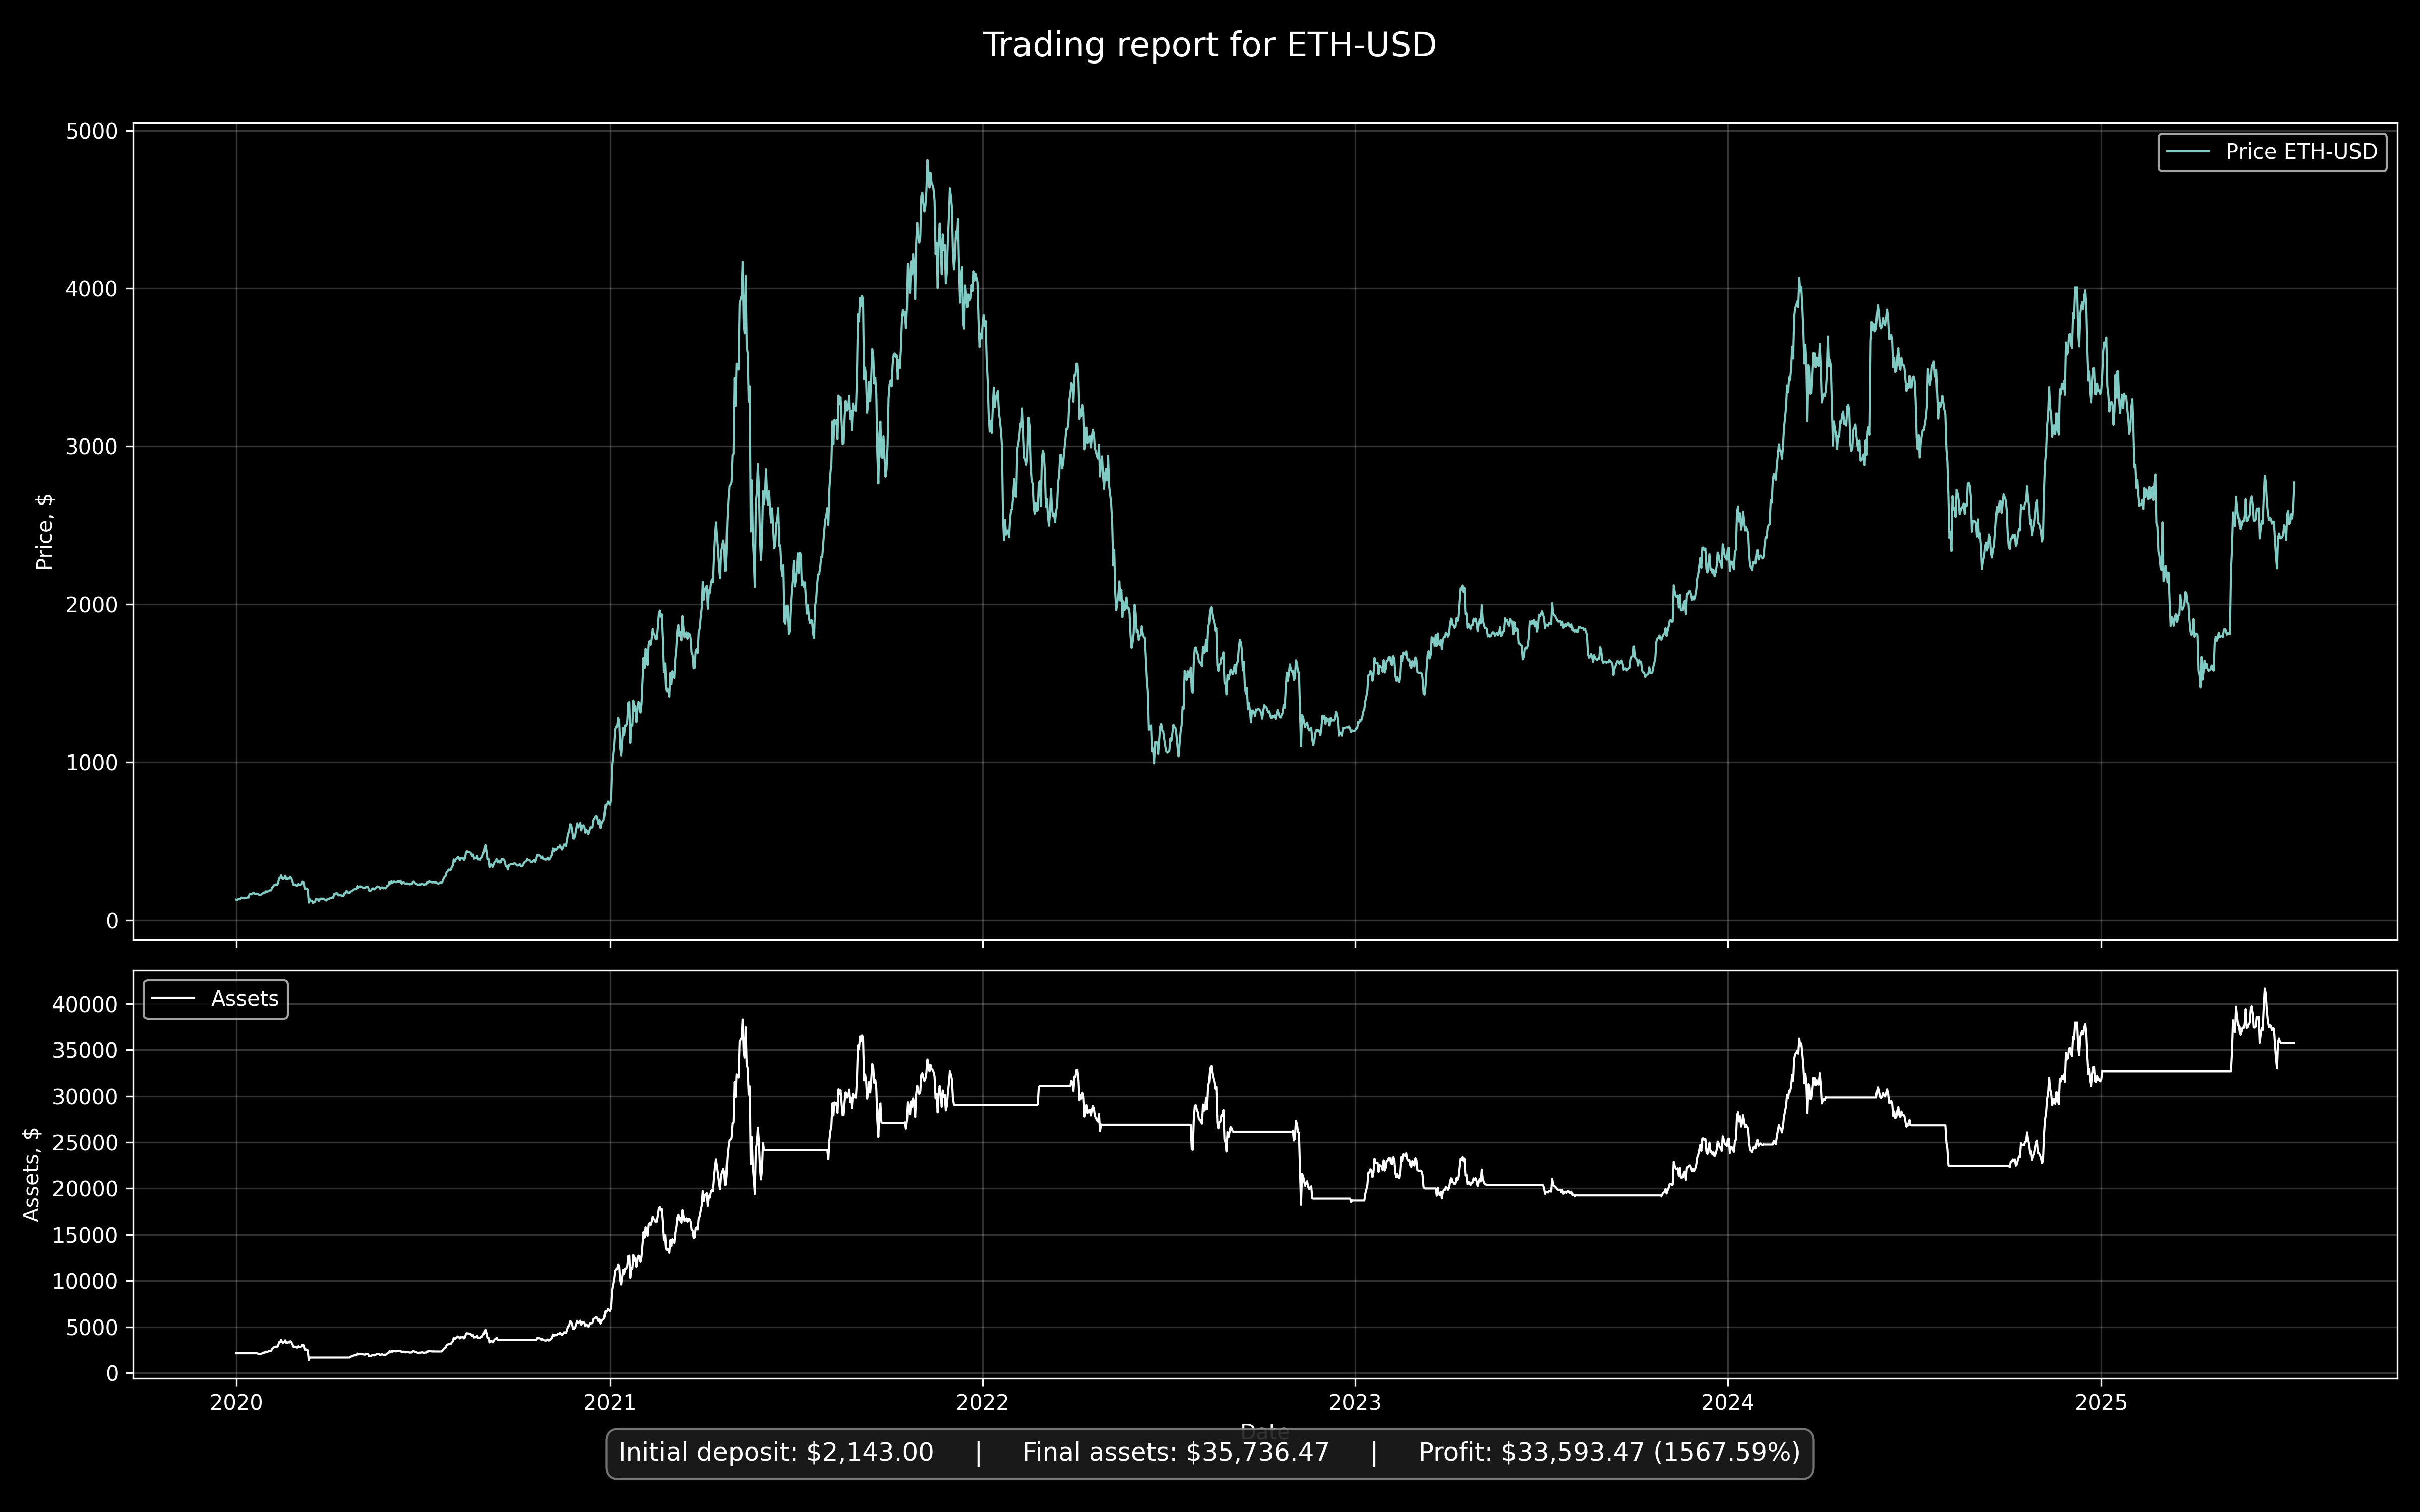 Trading report for ETH-USD
5000
4000
3000
2000
1000
0
Price, $
Price ETH-USD
40000
35000
30000
25000
20000
15000
10000
5000
0
Assets, $
Assets
2020 2021 2022 2023 2024 2025
Date
Initial deposit: $2,143.00 | Final assets: $35,736.47 | Profit: $33,593.47 (1567.59%)